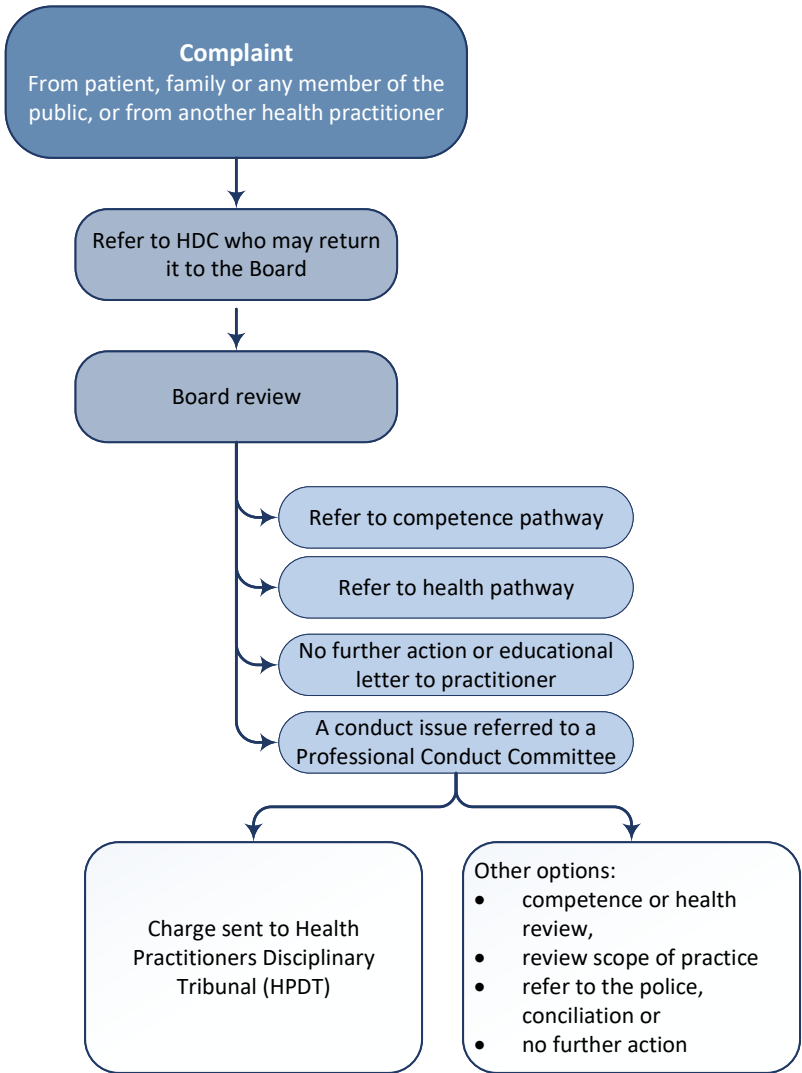 Complaint
From patient, family or any member of the
public, or from another health practitioner
Refer to HDC who may return
it to the Board
Board review
Refer to competence pathway
Refer to health pathway
No further action or educational
letter to practitioner
A conduct issue referred to a
Professional Conduct Committee
Charge sent to Health
Practitioners Disciplinary
Tribunal (HPDT)
Other options:
• competence or health
review,
• review scope of practice
• refer to the police,
conciliation or
• no further action